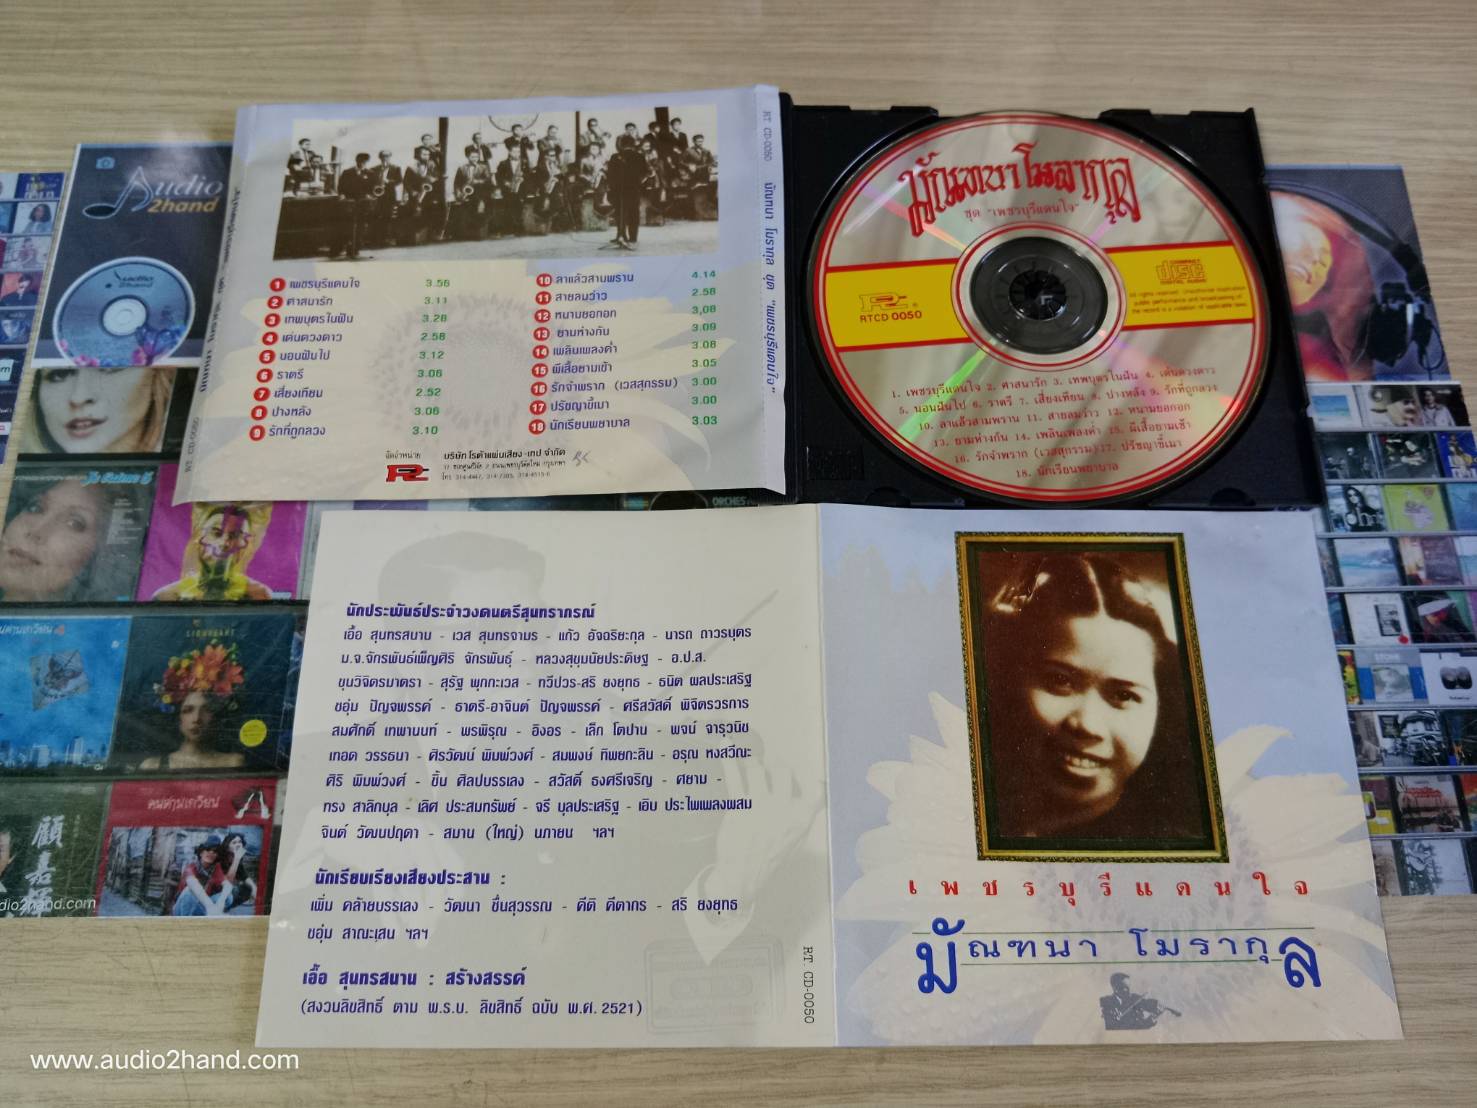 Audio
2hand
RT CD-0050 มัณฑนา โมรากุล ชุด "เพชรบุรีแดนใจ"
1 เพชรบุรีแดนใจ 3.56
2 ศาสนารัก 3.11
3 เทพบุตรในฝัน 3.26
4 เด่นดวงดาว 2.58
5 นอนฝันไป 3.12
6 ราตรี 3.06
7 เสี่ยงเทียน 2.52
8 ปางหลัง 3.06
9 รักที่ถูกลวง 3.10
10 ลาแล้วสามพราน 4.14
11 สายลมว่าว 2.58
12 หนามยอกอก 3,08
13 ยามห่างกัน 3.09
14 เพลินเพลงค่ำ 3.08
15 ผีเสื้อยามเช้า 3.05
16 รักจำพราก (เวสสุกรรม) 3.00
17 ปรัชญาขี้เมา 3.00
18 นักเรียนพยาบาล 3.03
จัดจำหน่าย
บริษัท โรต้าแผ่นเสียง-เทป จำกัด
มัณฑนา โมรากุล
ชุด "เพชรบุรีแดนใจ"
RTCD 0050
COMPACT
disc
DIGITAL AUDIO
All rights reserved. Unauthorised duplication
public performance and broadcasting of
the record is a violation of applicable laws
1. เพชรบุรีแดนใจ 2. ศาสนารัก 3. เทพบุตรในฝัน 4. เด่นดวงดาว
5. นอนฝันไป 6. ราตรี 7. เสี่ยงเทียน 8. ปางหลัง 9. รักที่ถูกลวง
10. ลาแล้วสามพราน 11. สายลมว่าว 12. หนามยอกอก
13. ยามห่างกัน 14. เพลินเพลงค่ำ 15. ผีเสื้อยามเช้า
16. รักจำพราก (เวสสุกรรม) 17. ปรัชญาขี้เมา
18. นักเรียนพยาบาล
นักประพันธ์ประจำวงดนตรีสุนทราภรณ์
เอื้อ สุนทรสนาน - เวส สุนทรจามร - แก้ว อัจฉริยะกุล - นารถ ถาวรบุตร
ม.จ.จักรพันธ์เพ็ญศิริ จักรพันธุ์ - หลวงสุขุมนัยประดิษฐ - อ.ป.ส.
ขุนวิจิตรมาตรา - สุรัฐ พุกกะเวส - ทวีปวร-สริ ยงยุทธ - ธนิต ผลประเสริฐ
ชอุ่ม ปัญจพรรค์ - ธาตรี-อาจินต์ ปัญจพรรค์ - ศรีสวัสดิ์ พิจิตรวรการ
สมศักดิ์ เทพานนท์ - พรพิรุณ - อิงอร - เล็ก โตปาน - พจน์ จารุวนิช
เทอด วรรธนา - ศิรวัฒน์ พิมพ์วงศ์ - สมพงษ์ ทิพยกะลิน - อรุณ หงสวีณะ
ศิริ พิมพ์วงศ์ - ชื้น ศิลปบรรเลง - สวัสดิ์ ธงศรีเจริญ - ศยาม -
ทรง สาลิกบุล - เลิศ ประสมทรัพย์ - จรี บุลประเสริฐ - เอิบ ประไพเพลงผสม
จินต์ วัฒนปฤดา - สมาน (ใหญ่) นภายน ฯลฯ
นักเรียบเรียงเสียงประสาน :
เพิ่ม คล้ายบรรเลง - วัฒนา ชื่นสุวรรณ - คีติ คีตากร - สริ ยงยุทธ
ชอุ่ม สาณะเสน ฯลฯ
เอื้อ สุนทรสนาน : สร้างสรรค์
(สงวนลิขสิทธิ์ ตาม พ.ร.บ. ลิขสิทธิ์ ฉบับ พ.ศ. 2521)
RT CD-0050
เพชรบุรีแดนใจ
มัณฑนา โมรากุล
www.audio2hand.com